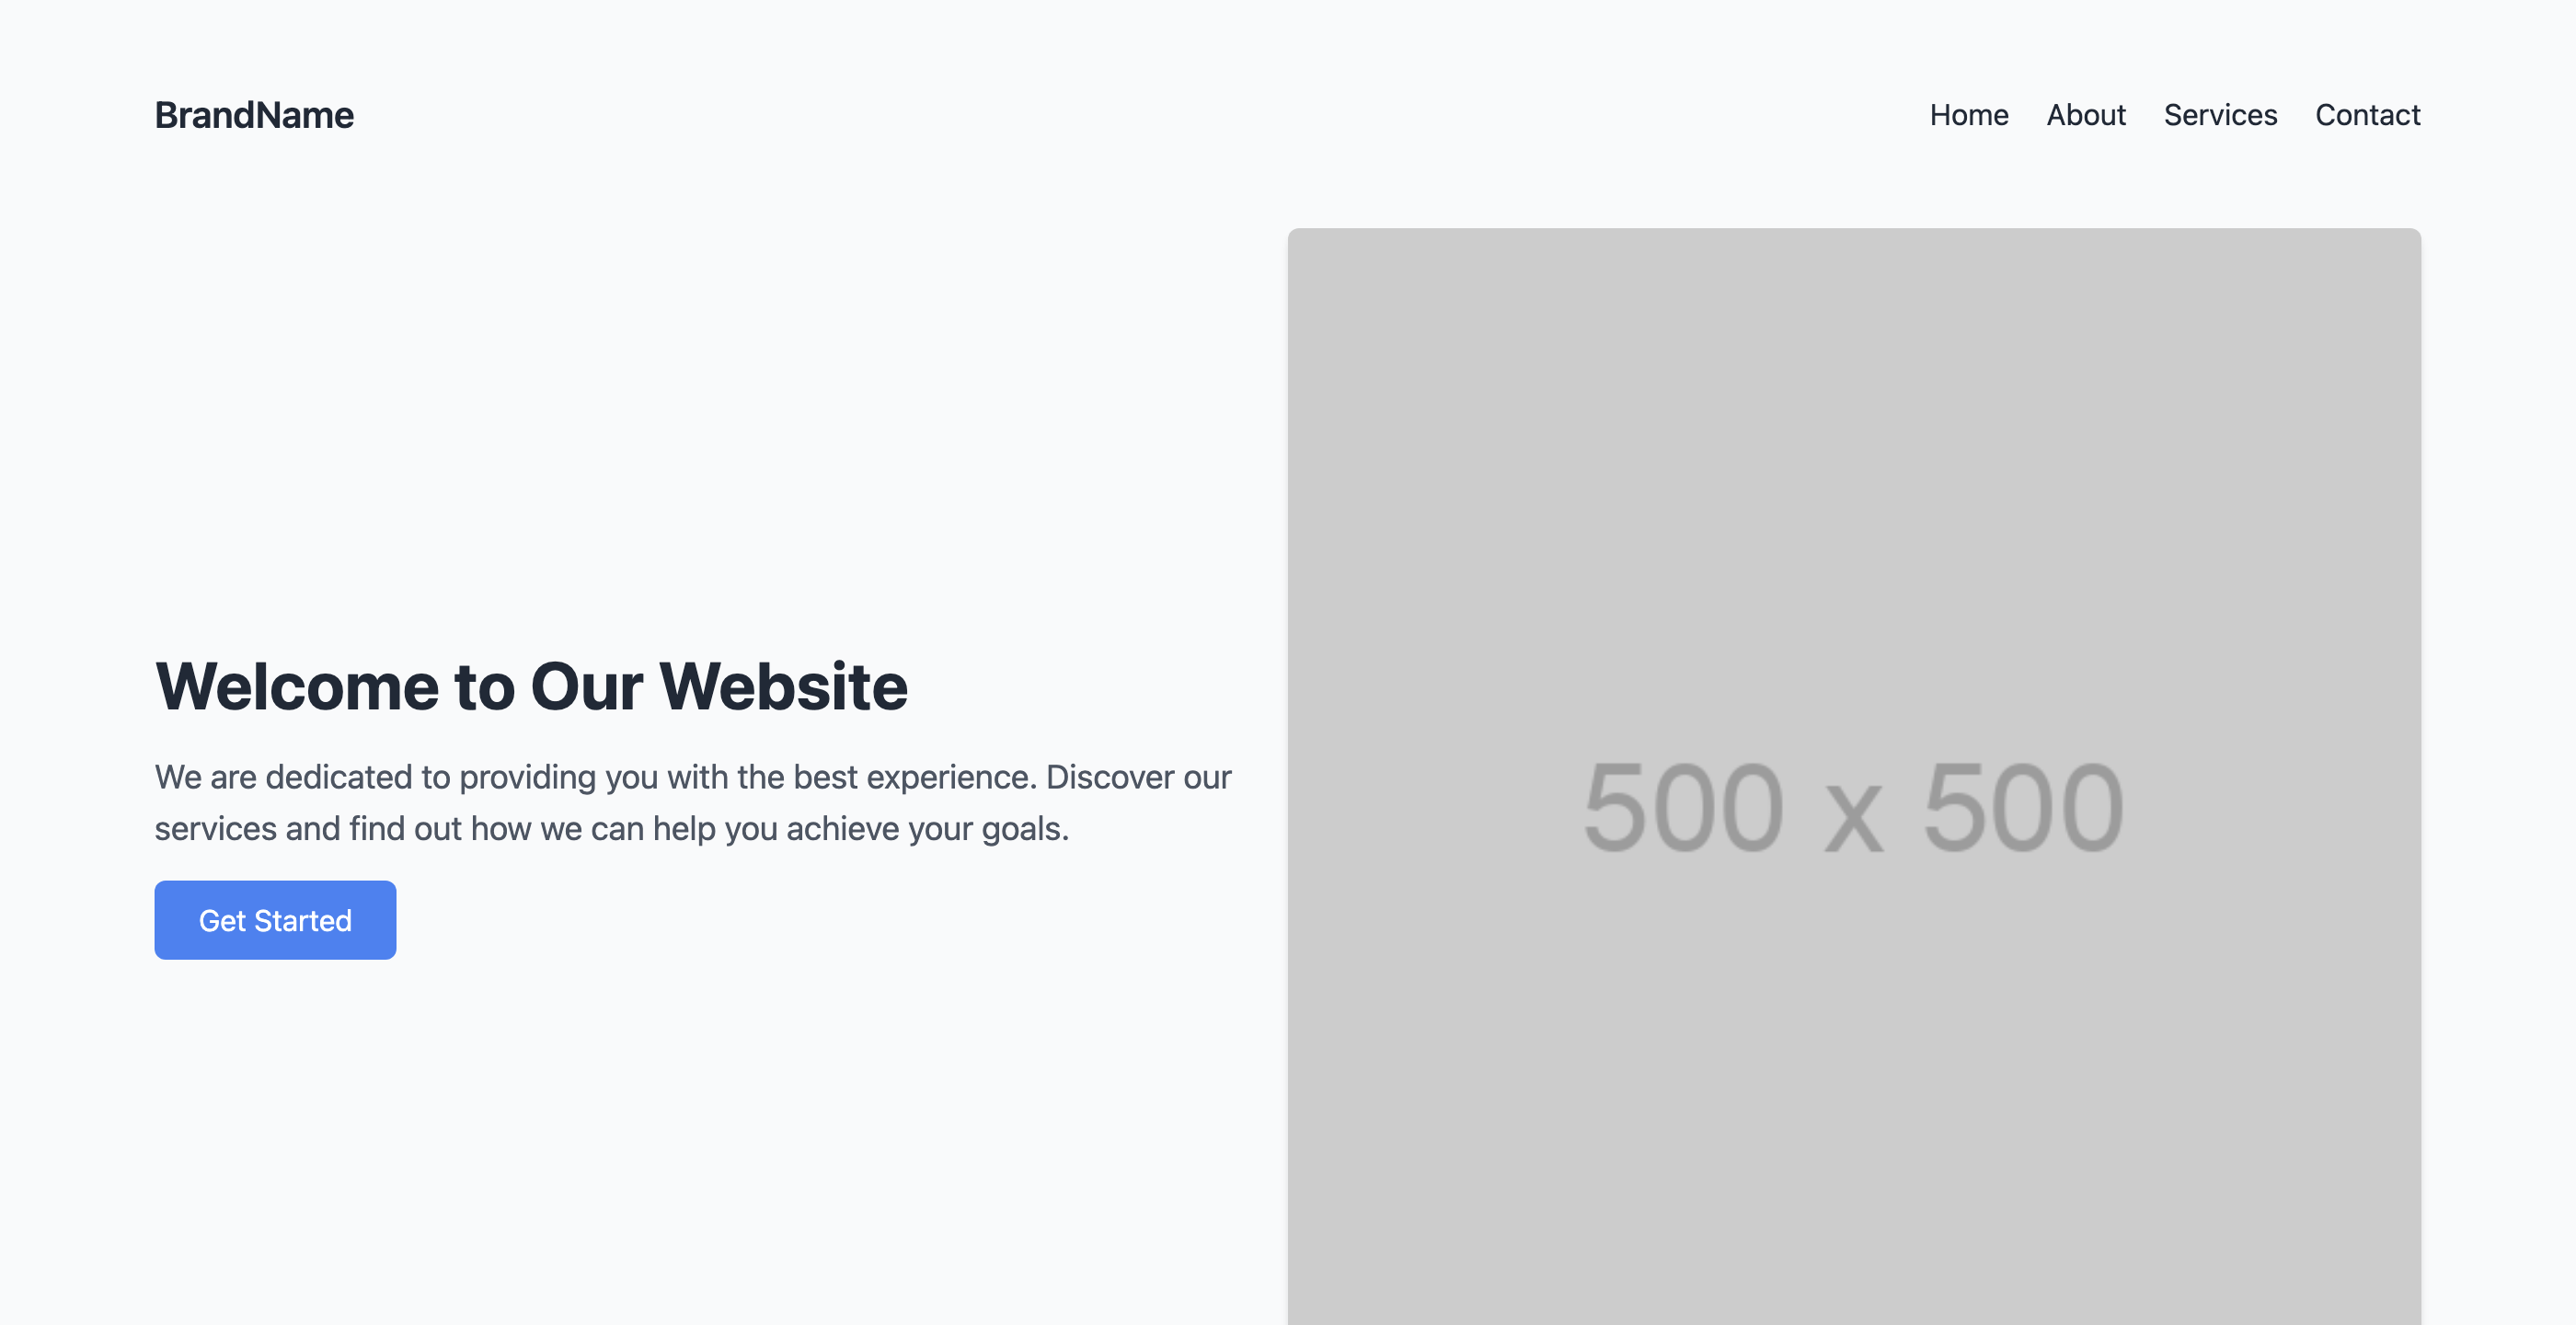 BrandName
Home About Services Contact
Welcome to Our Website
We are dedicated to providing you with the best experience. Discover our
services and find out how we can help you achieve your goals.
Get Started
500 x 500